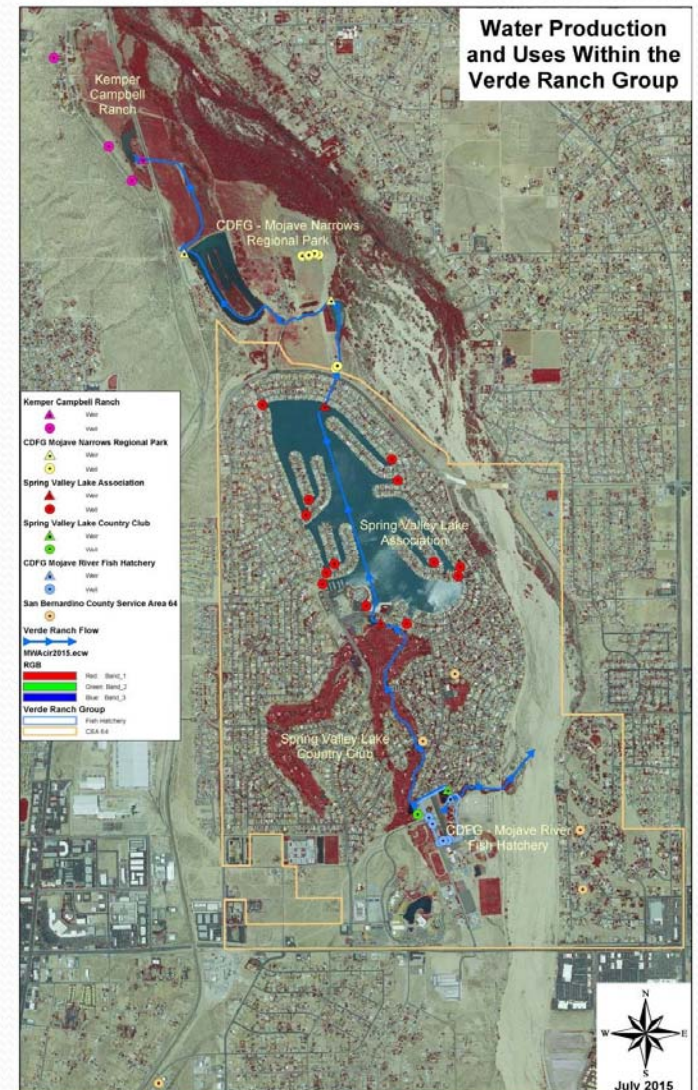 Water Production
and Uses Within the
Verde Ranch Group
Kemper
Campbell
Ranch
CDFG - Mojave Narrows
Regional Park
Kemper Campbell Ranch
Weir
Well
CDFG Mojave Narrows Regional Park
Weir
Well
Spring Valley Lake Association
Weir
Well
Spring Valley Lake Country Club
Weir
Well
CDFG Mojave River Fish Hatchery
Weir
Well
San Bernardino County Service Area 64
Verde Ranch Flow
MWAcir2015.ecw
RGB
Red: Band_1
Green: Band_2
Blue: Band_3
Verde Ranch Group
Fish Hatchery
CSA 64
Spring Valley Lake
Association
Spring Valley Lake
Country Club
CDFG - Mojave River
Fish Hatchery
N
W E
S
July 2015